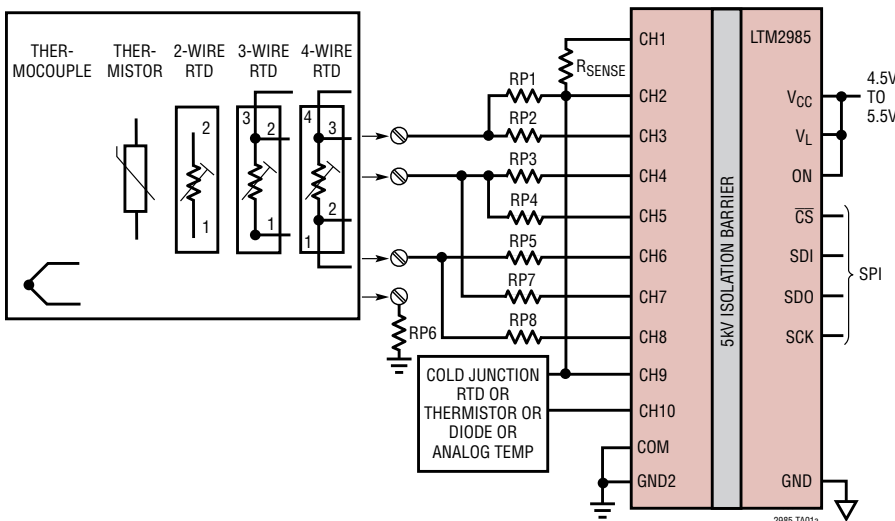 THER-
MOCOUPLE
THER-
MISTOR
2-WIRE
RTD
3-WIRE
RTD
4-WIRE
RTD
2
1
3
2
1
4
3
2
1
RP1
RP2
RP3
RP4
RP5
RP7
RP8
RP6
RSENSE
COLD JUNCTION
RTD OR
THERMISTOR OR
DIODE OR
ANALOG TEMP
CH1
CH2
CH3
CH4
CH5
CH6
CH7
CH8
CH9
CH10
COM
GND2
5kV ISOLATION BARRIER
LTM2985
VCC
VL
ON
CS
SDI
SDO
SCK
GND
4.5V
TO
5.5V
SPI
2985 TA01a